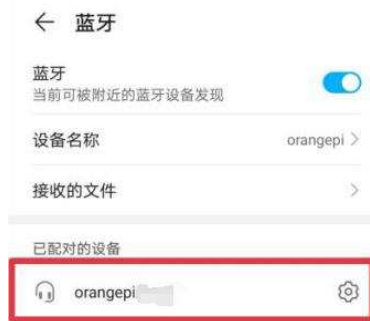 蓝牙
蓝牙
当前可被附近的蓝牙设备发现
设备名称 orangepi
接收的文件
已配对的设备
orangepi